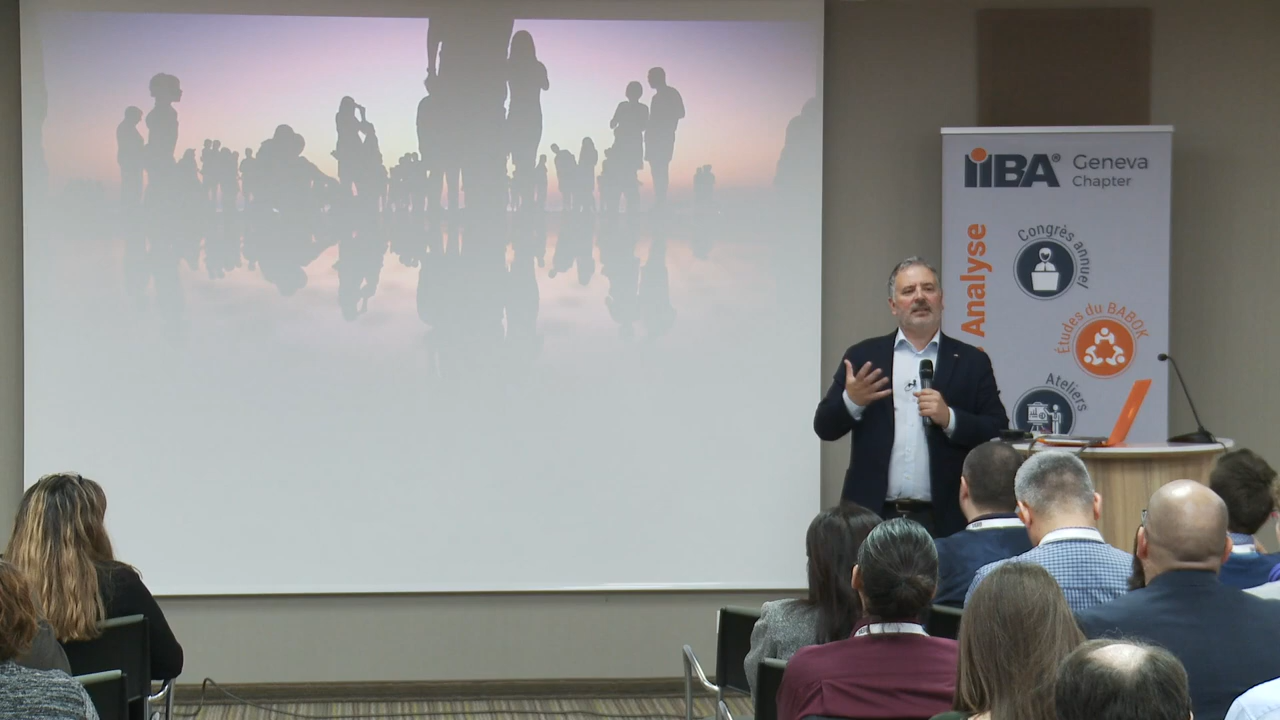 iiBA® Geneva
Chapter
Analyse
Congrès annuel
Études du BABOK
Ateliers